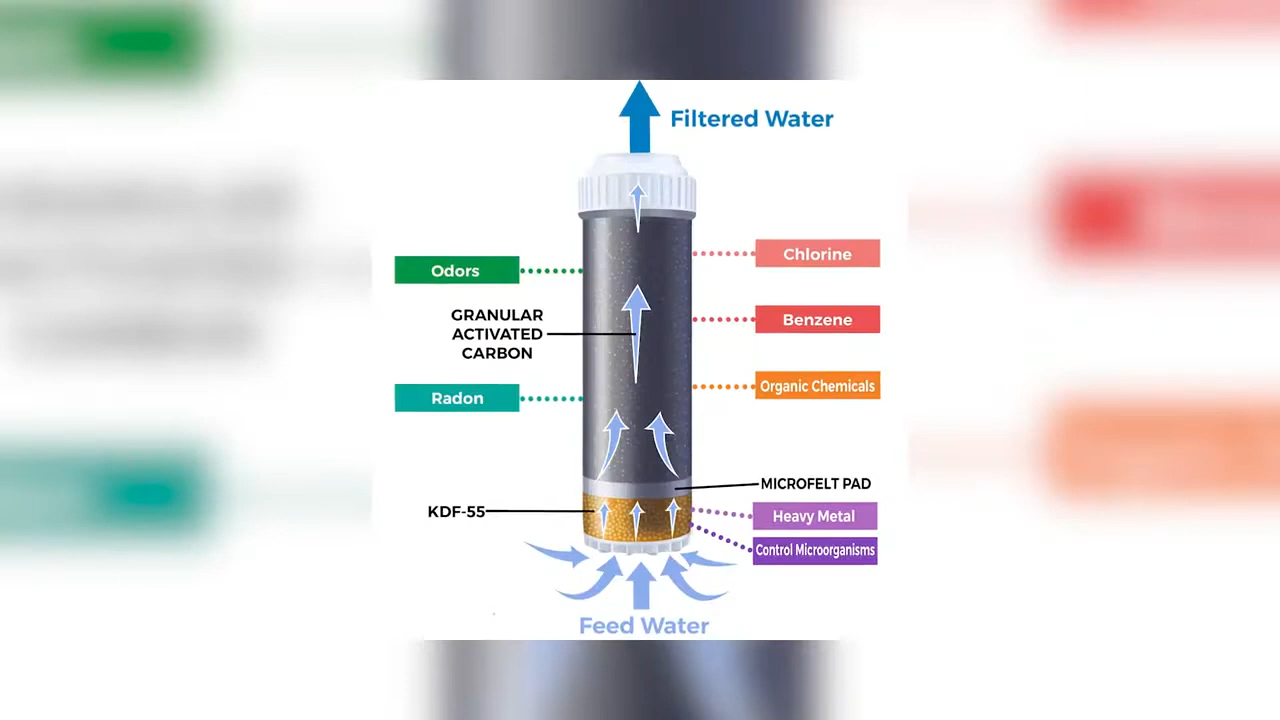 Filtered Water
Odors
Chlorine
GRANULAR
ACTIVATED
CARBON
Benzene
Radon
Organic Chemicals
MICROFELT PAD
KDF-55
Heavy Metal
Control Microorganisms
Feed Water